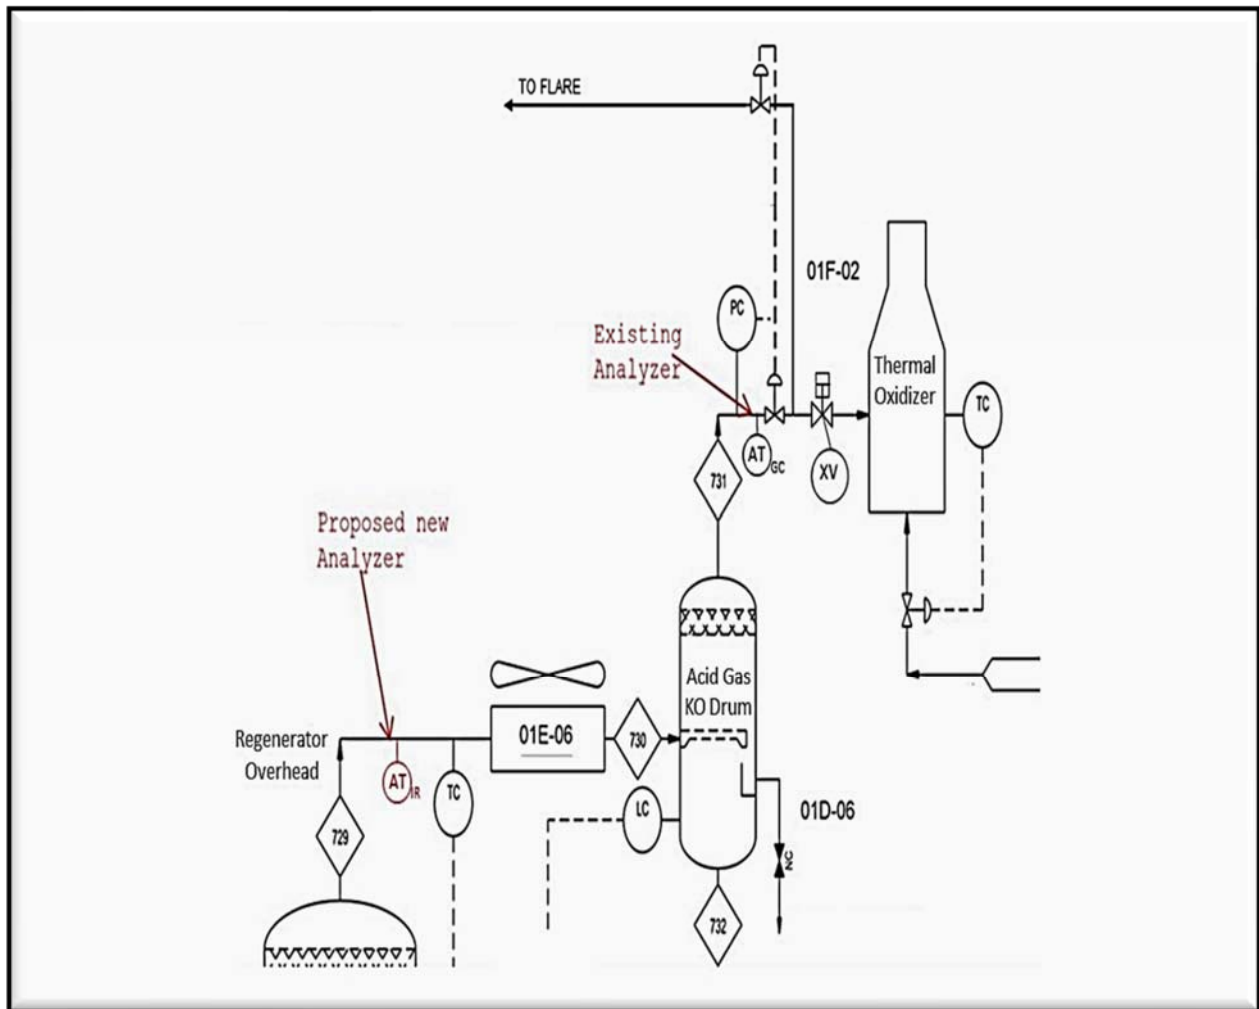 TO FLARE
01F-02
PC
Existing
Analyzer
Thermal
Oxidizer
TC
AT GC
XV
731
Proposed new
Analyzer
Acid Gas
KO Drum
01E-06
730
Regenerator
Overhead
AT IR
TC
LC
01D-06
729
NC
732